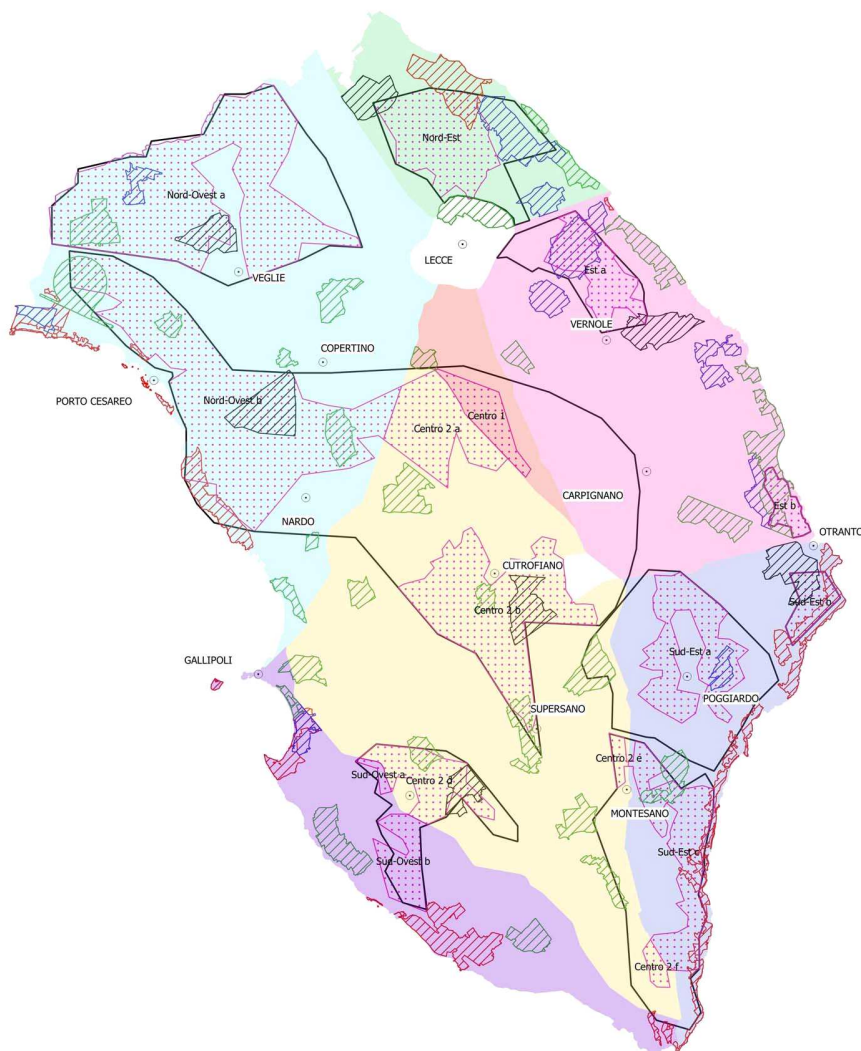 Nord-Est
Nord-Ovest a
LECCE
VEGLIE
Est a
VERNOLE
COPERTINO
PORTO CESAREO
Nord-Ovest b
Centro 1
Centro 2 a
CARPIGNANO
NARDO
Est b
OTRANTO
CUTROFIANO
Sud-Est b
Centro 2 b
Sud-Est a
GALLIPOLI
POGGIARDO
SUPERSANO
Centro 2 e
Sud-Ovest a
Centro 2 d
MONTESANO
Sud-Est c
Sud-Ovest b
Centro 2 f